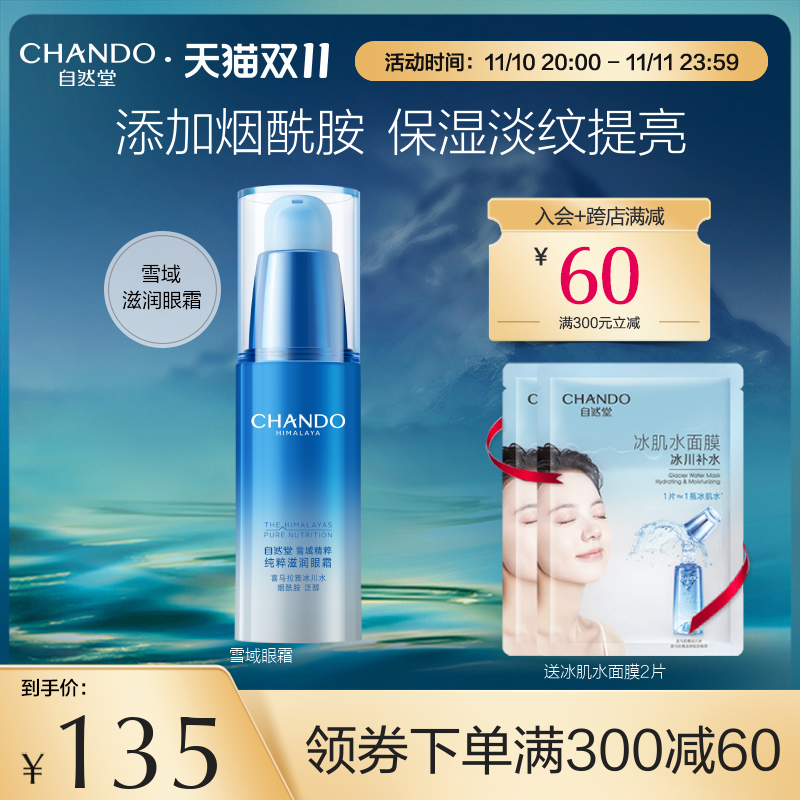 CHANDO
自然堂
·天猫双11
活动时间：11/10 20:00 – 11/11 23:59
添加烟酰胺 保湿淡纹提亮
雪域
滋润眼霜
入会+跨店满减
¥60
满300元立减
CHANDO
HIMALAYA
THE HIMALAYAS
PURE NUTRITION
自然堂 雪域精粹
纯粹滋润眼霜
喜马拉雅冰川水
烟酰胺 泛醇
雪域眼霜
C
自
CHANDO
自然堂
冰肌水面膜
冰川补水
Glacier Water Mask
Hydrating & Moisturizing
1片≈1瓶冰肌水*
送冰肌水面膜2片
到手价：
¥135
领券下单满300减60